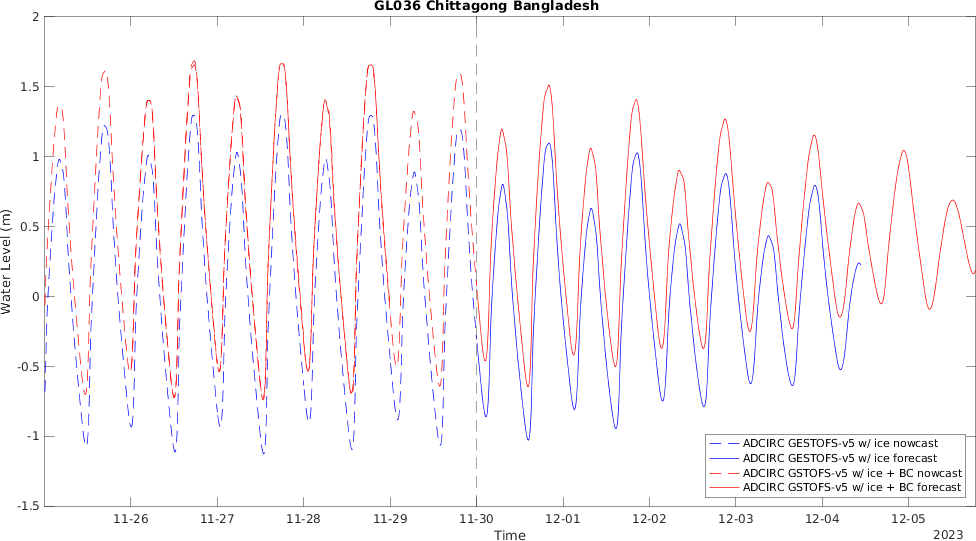 GL036 Chittagong Bangladesh
2
1.5
1
0.5
0
-0.5
-1
-1.5
Water Level (m)
11-26
11-27
11-28
11-29
11-30
12-01
12-02
12-03
12-04
12-05
Time
2023
ADCIRC GESTOFS-v5 w/ ice nowcast
ADCIRC GESTOFS-v5 w/ ice forecast
ADCIRC GSTOFS-v5 w/ ice + BC nowcast
ADCIRC GSTOFS-v5 w/ ice + BC forecast